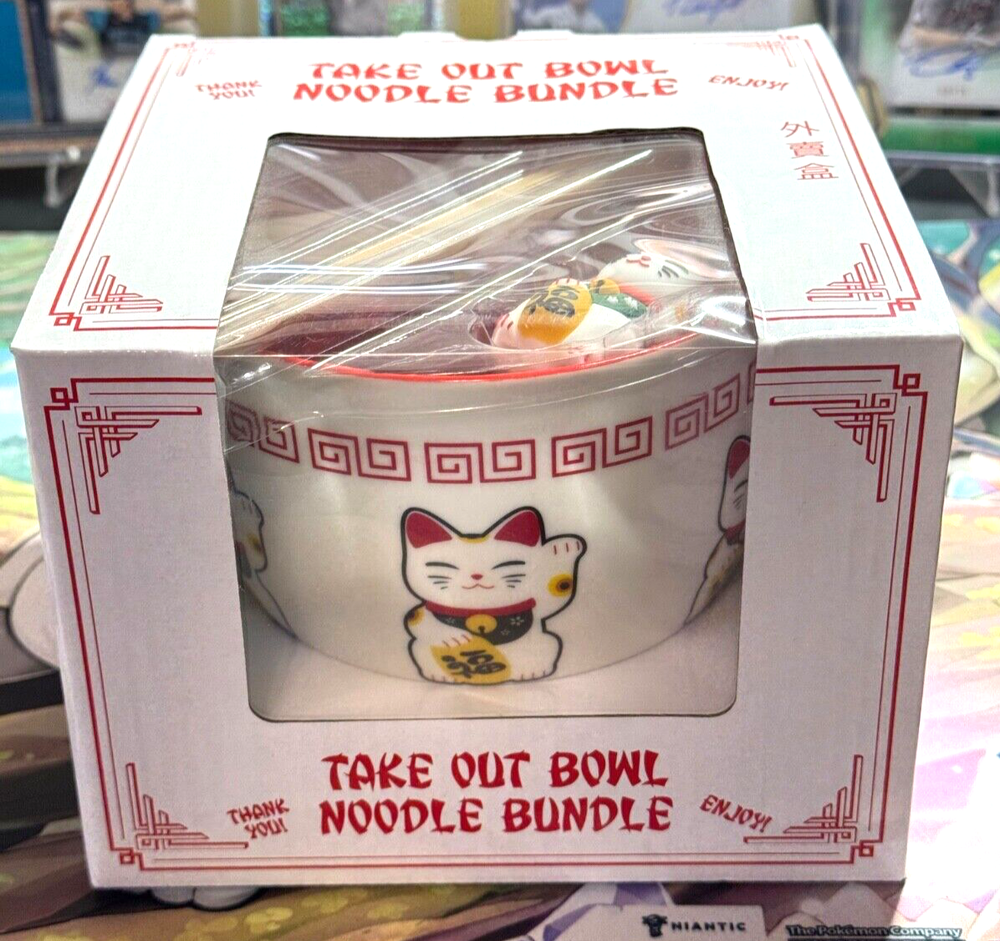 THANK
YOU!
TAKE OUT BOWL
NOODLE BUNDLE
ENJOY!
外
賣
盒
TAKE OUT BOWL
NOODLE BUNDLE
THANK
YOU!
ENJOY!
NIANTIC
The Pokémon Company